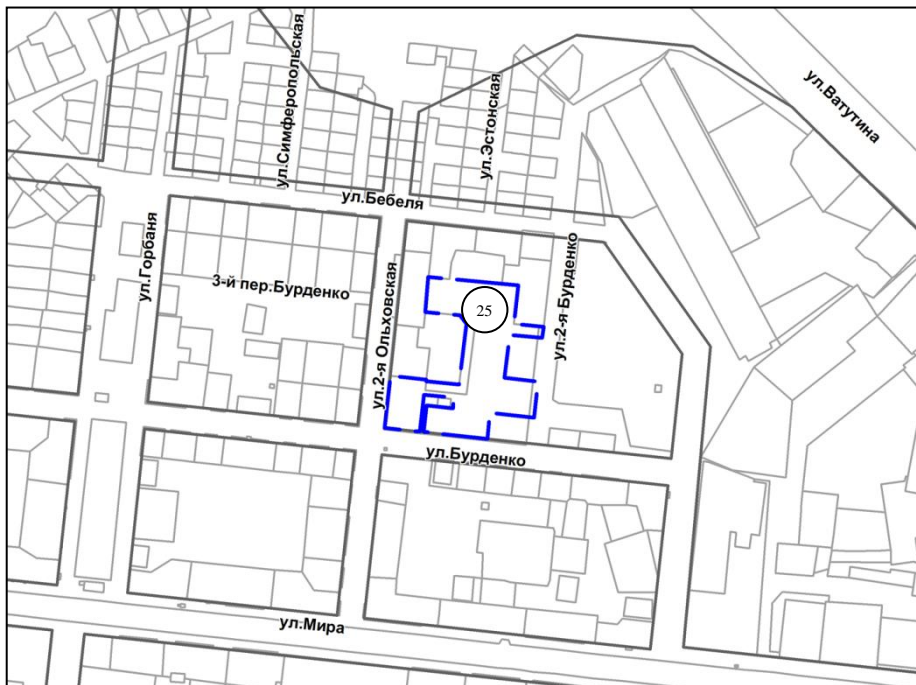 ул.Симферопольская
ул.Эстонская
ул.Ватутина
ул.Бебеля
ул.Горбаня
3-й пер.Бурденко
ул.2-я Ольховская
25
ул.2-я Бурденко
ул.Бурденко
ул.Мира